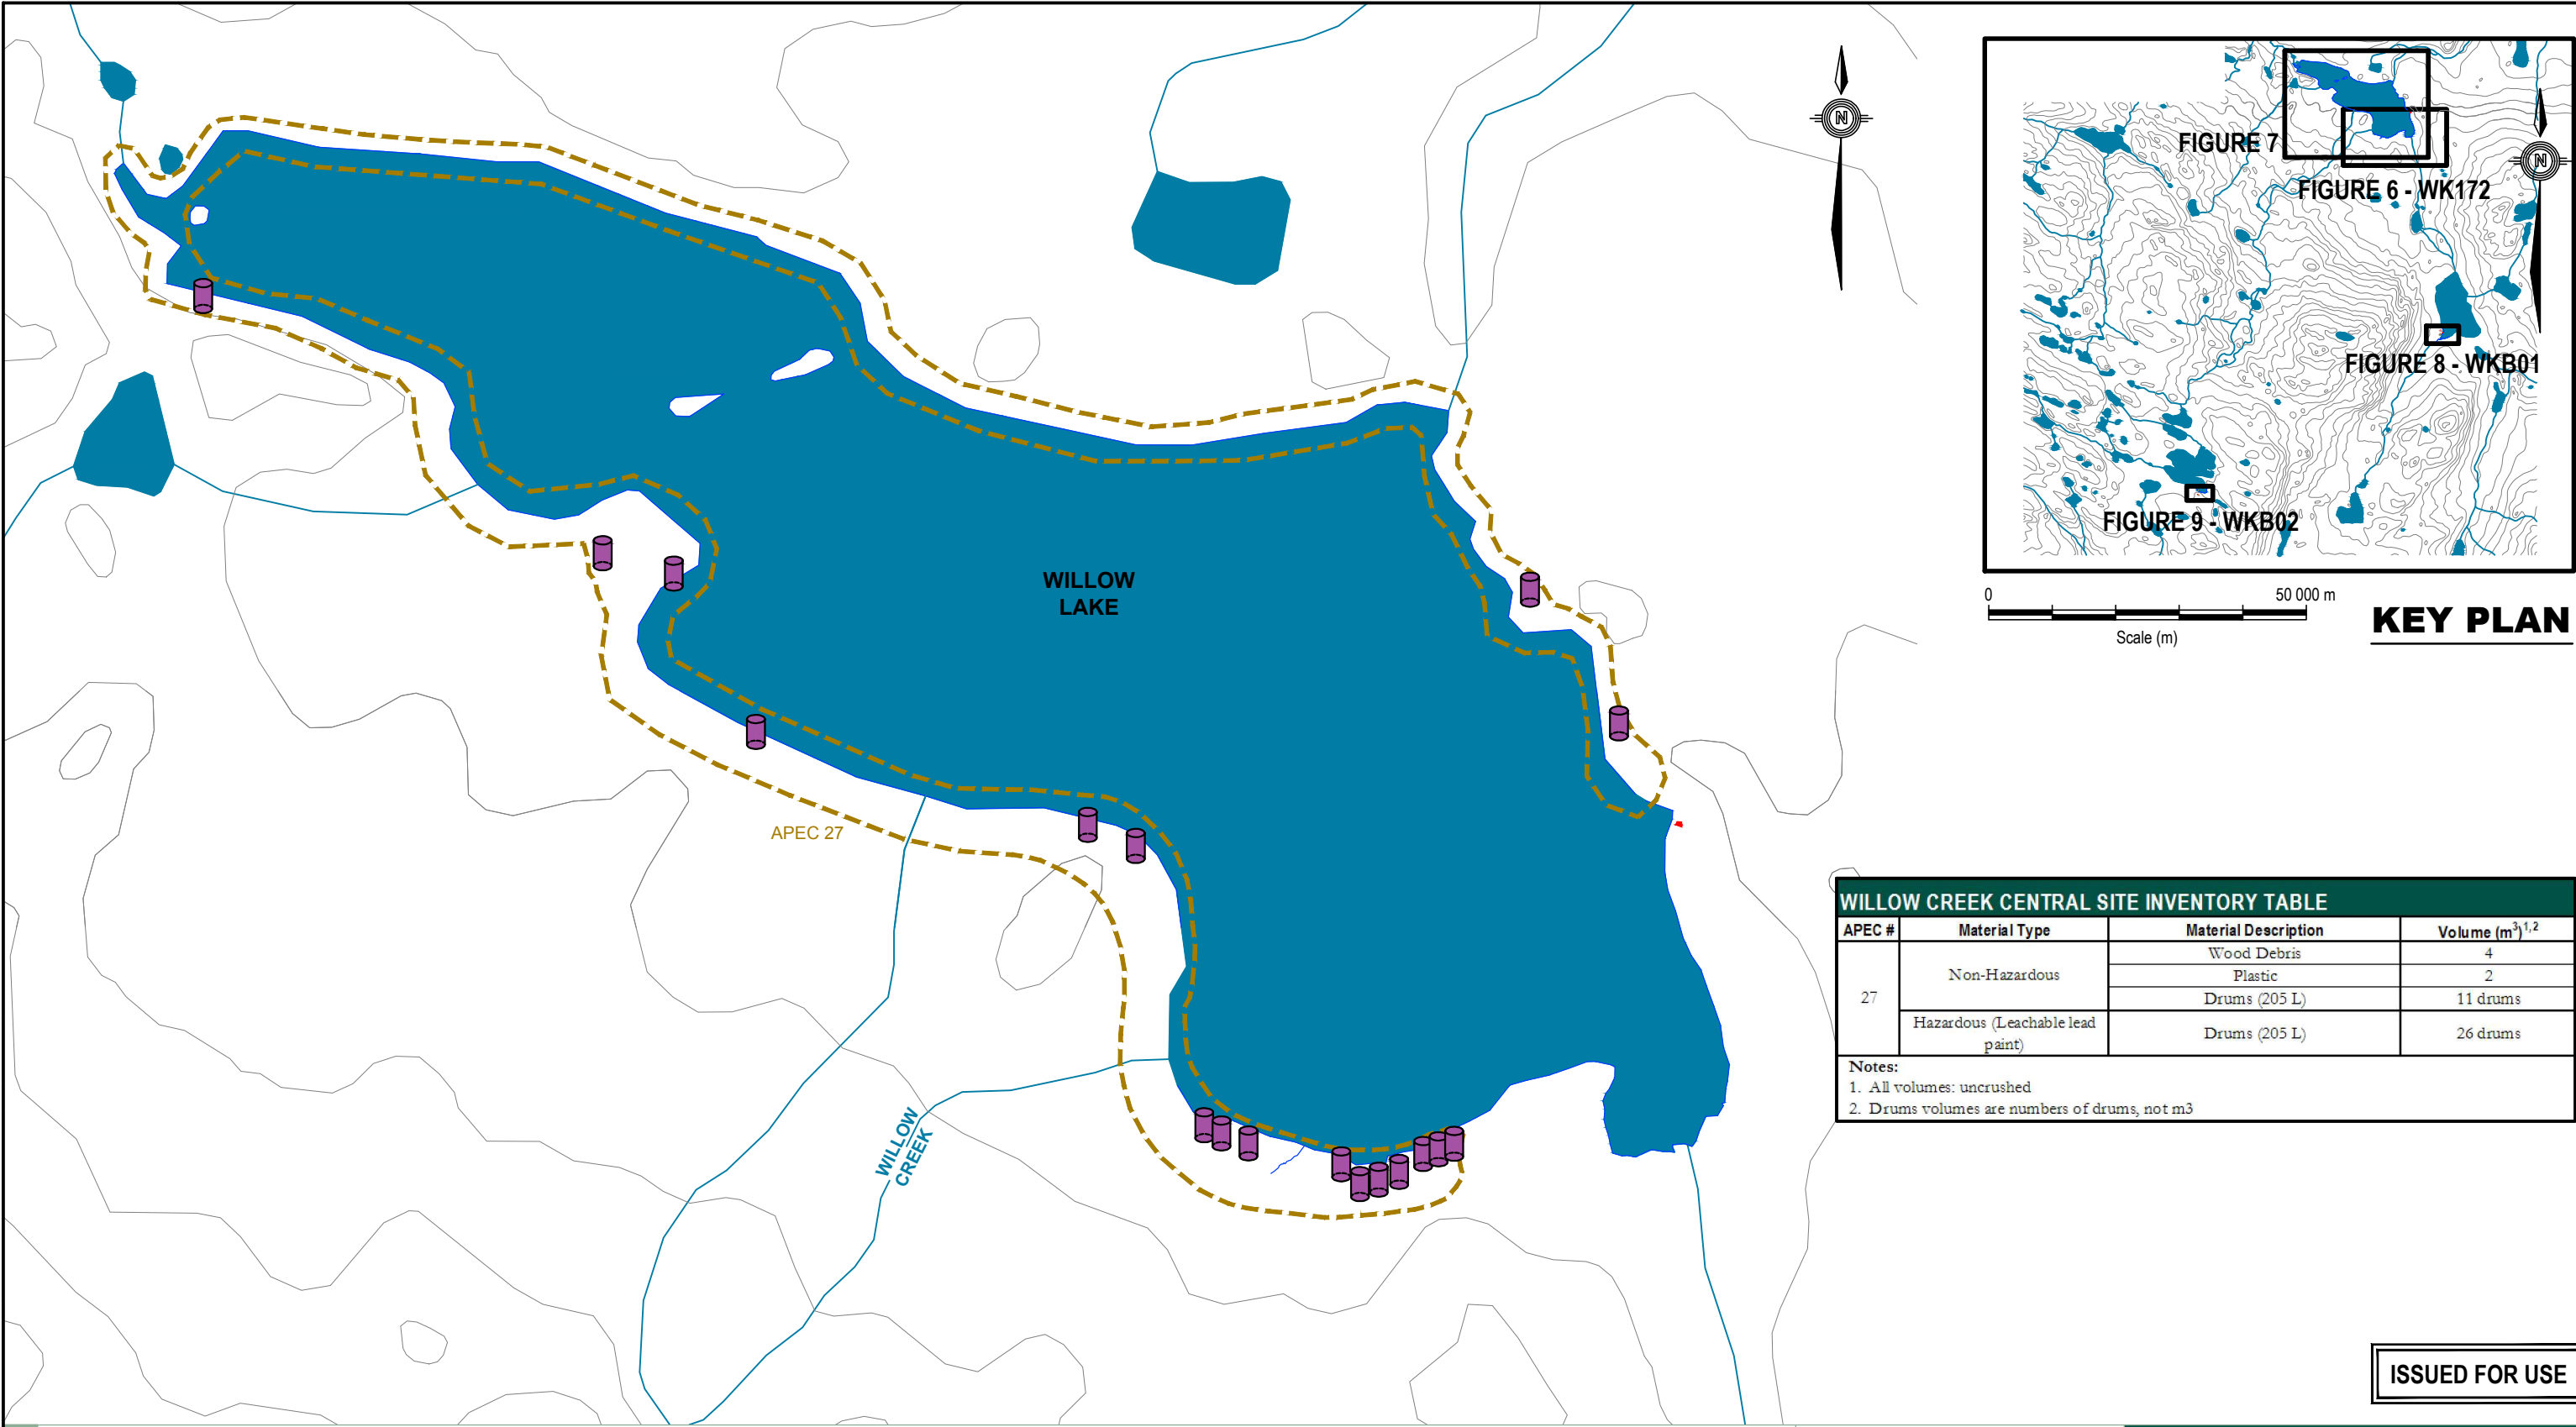 N
FIGURE 7
N
FIGURE 6 - WK172
FIGURE 8 - WKB01
FIGURE 9 - WKB02
0 50 000 m
Scale (m)
KEY PLAN
WILLOW
LAKE
APEC 27
WILLOW
CREEK
WILLOW CREEK CENTRAL SITE INVENTORY TABLE
APEC # Material Type Material Description Volume (m³)¹,²
27 Non-Hazardous Wood Debris 4
Plastic 2
Drums (205 L) 11 drums
Hazardous (Leachable lead
paint) Drums (205 L) 26 drums
Notes:
1. All volumes: uncrushed
2. Drums volumes are numbers of drums, not m3
ISSUED FOR USE